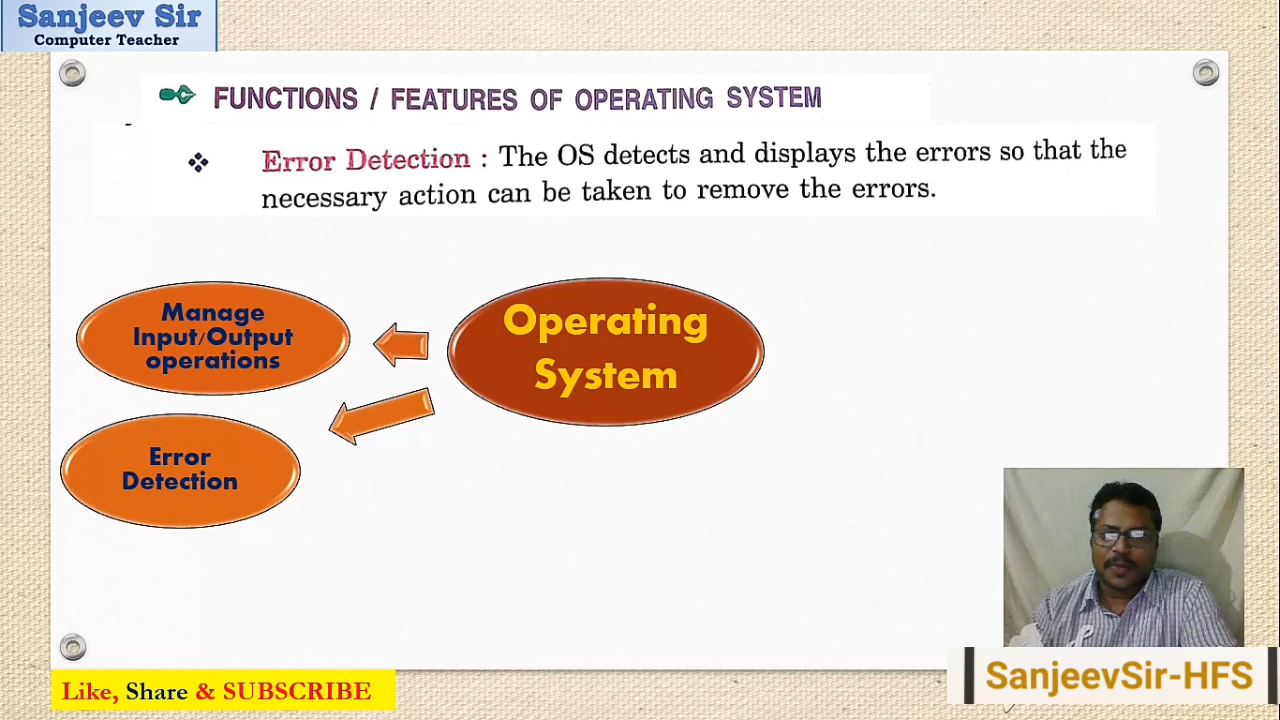 Sanjeev Sir
Computer Teacher
FUNCTIONS / FEATURES OF OPERATING SYSTEM
Error Detection : The OS detects and displays the errors so that the
necessary action can be taken to remove the errors.
Manage
Input/Output
operations
Operating
System
Error
Detection
Like, Share & SUBSCRIBE
SanjeevSir-HFS